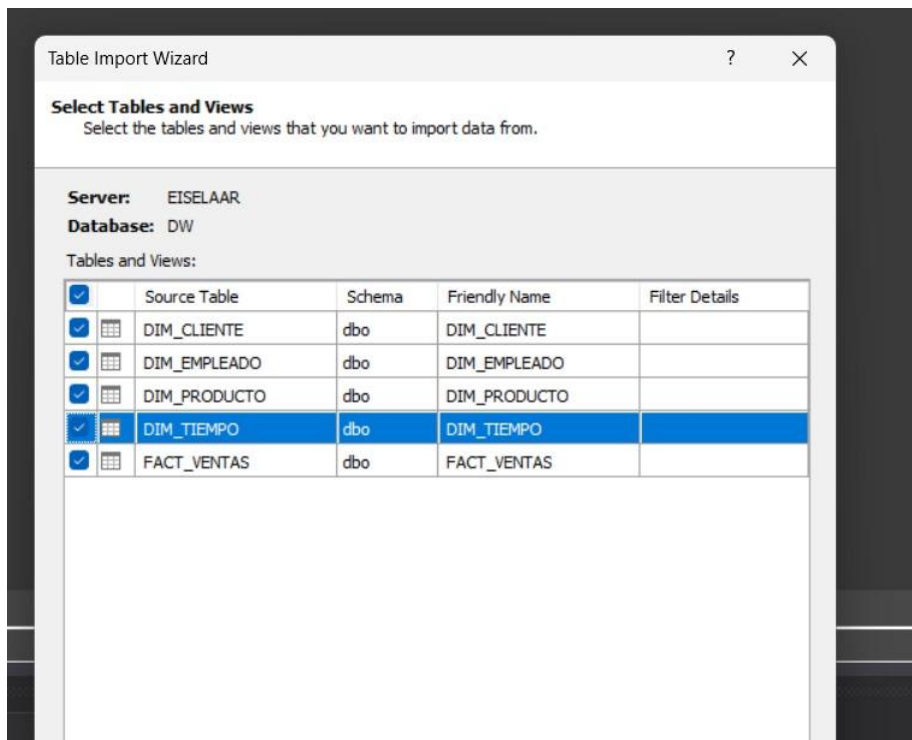 Table Import Wizard ?
Select Tables and Views
Select the tables and views that you want to import data from.
Server: EISELAAR
Database: DW
Tables and Views:
Source Table Schema Friendly Name Filter Details
DIM_CLIENTE dbo DIM_CLIENTE
DIM_EMPLEADO dbo DIM_EMPLEADO
DIM_PRODUCTO dbo DIM_PRODUCTO
DIM_TIEMPO dbo DIM_TIEMPO
FACT_VENTAS dbo FACT_VENTAS